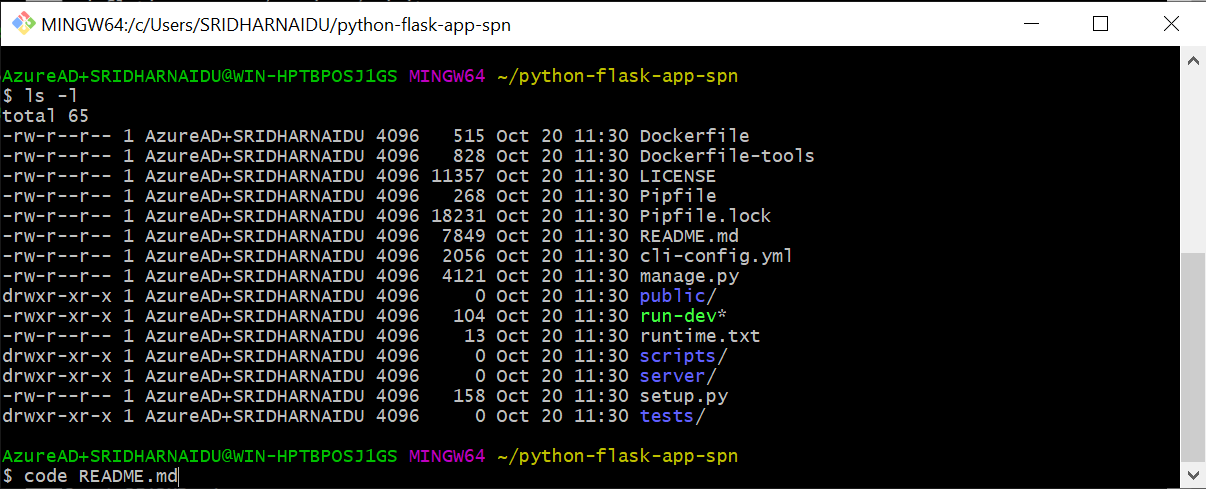 MINGW64:/c/Users/SRIDHARNAIDU/python-flask-app-spn
AzureAD+SRIDHARNAIDU@WIN-HPTBPOSJ1GS MINGW64 ~/python-flask-app-spn
$ ls -l
total 65
-rw-r--r-- 1 AzureAD+SRIDHARNAIDU 4096   515 Oct 20 11:30 Dockerfile
-rw-r--r-- 1 AzureAD+SRIDHARNAIDU 4096   828 Oct 20 11:30 Dockerfile-tools
-rw-r--r-- 1 AzureAD+SRIDHARNAIDU 4096 11357 Oct 20 11:30 LICENSE
-rw-r--r-- 1 AzureAD+SRIDHARNAIDU 4096   268 Oct 20 11:30 Pipfile
-rw-r--r-- 1 AzureAD+SRIDHARNAIDU 4096 18231 Oct 20 11:30 Pipfile.lock
-rw-r--r-- 1 AzureAD+SRIDHARNAIDU 4096  7849 Oct 20 11:30 README.md
-rw-r--r-- 1 AzureAD+SRIDHARNAIDU 4096  2056 Oct 20 11:30 cli-config.yml
-rw-r--r-- 1 AzureAD+SRIDHARNAIDU 4096  4121 Oct 20 11:30 manage.py
drwxr-xr-x 1 AzureAD+SRIDHARNAIDU 4096     0 Oct 20 11:30 public/
-rwxr-xr-x 1 AzureAD+SRIDHARNAIDU 4096   104 Oct 20 11:30 run-dev*
-rw-r--r-- 1 AzureAD+SRIDHARNAIDU 4096    13 Oct 20 11:30 runtime.txt
drwxr-xr-x 1 AzureAD+SRIDHARNAIDU 4096     0 Oct 20 11:30 scripts/
drwxr-xr-x 1 AzureAD+SRIDHARNAIDU 4096     0 Oct 20 11:30 server/
-rw-r--r-- 1 AzureAD+SRIDHARNAIDU 4096   158 Oct 20 11:30 setup.py
drwxr-xr-x 1 AzureAD+SRIDHARNAIDU 4096     0 Oct 20 11:30 tests/
AzureAD+SRIDHARNAIDU@WIN-HPTBPOSJ1GS MINGW64 ~/python-flask-app-spn
$ code README.md